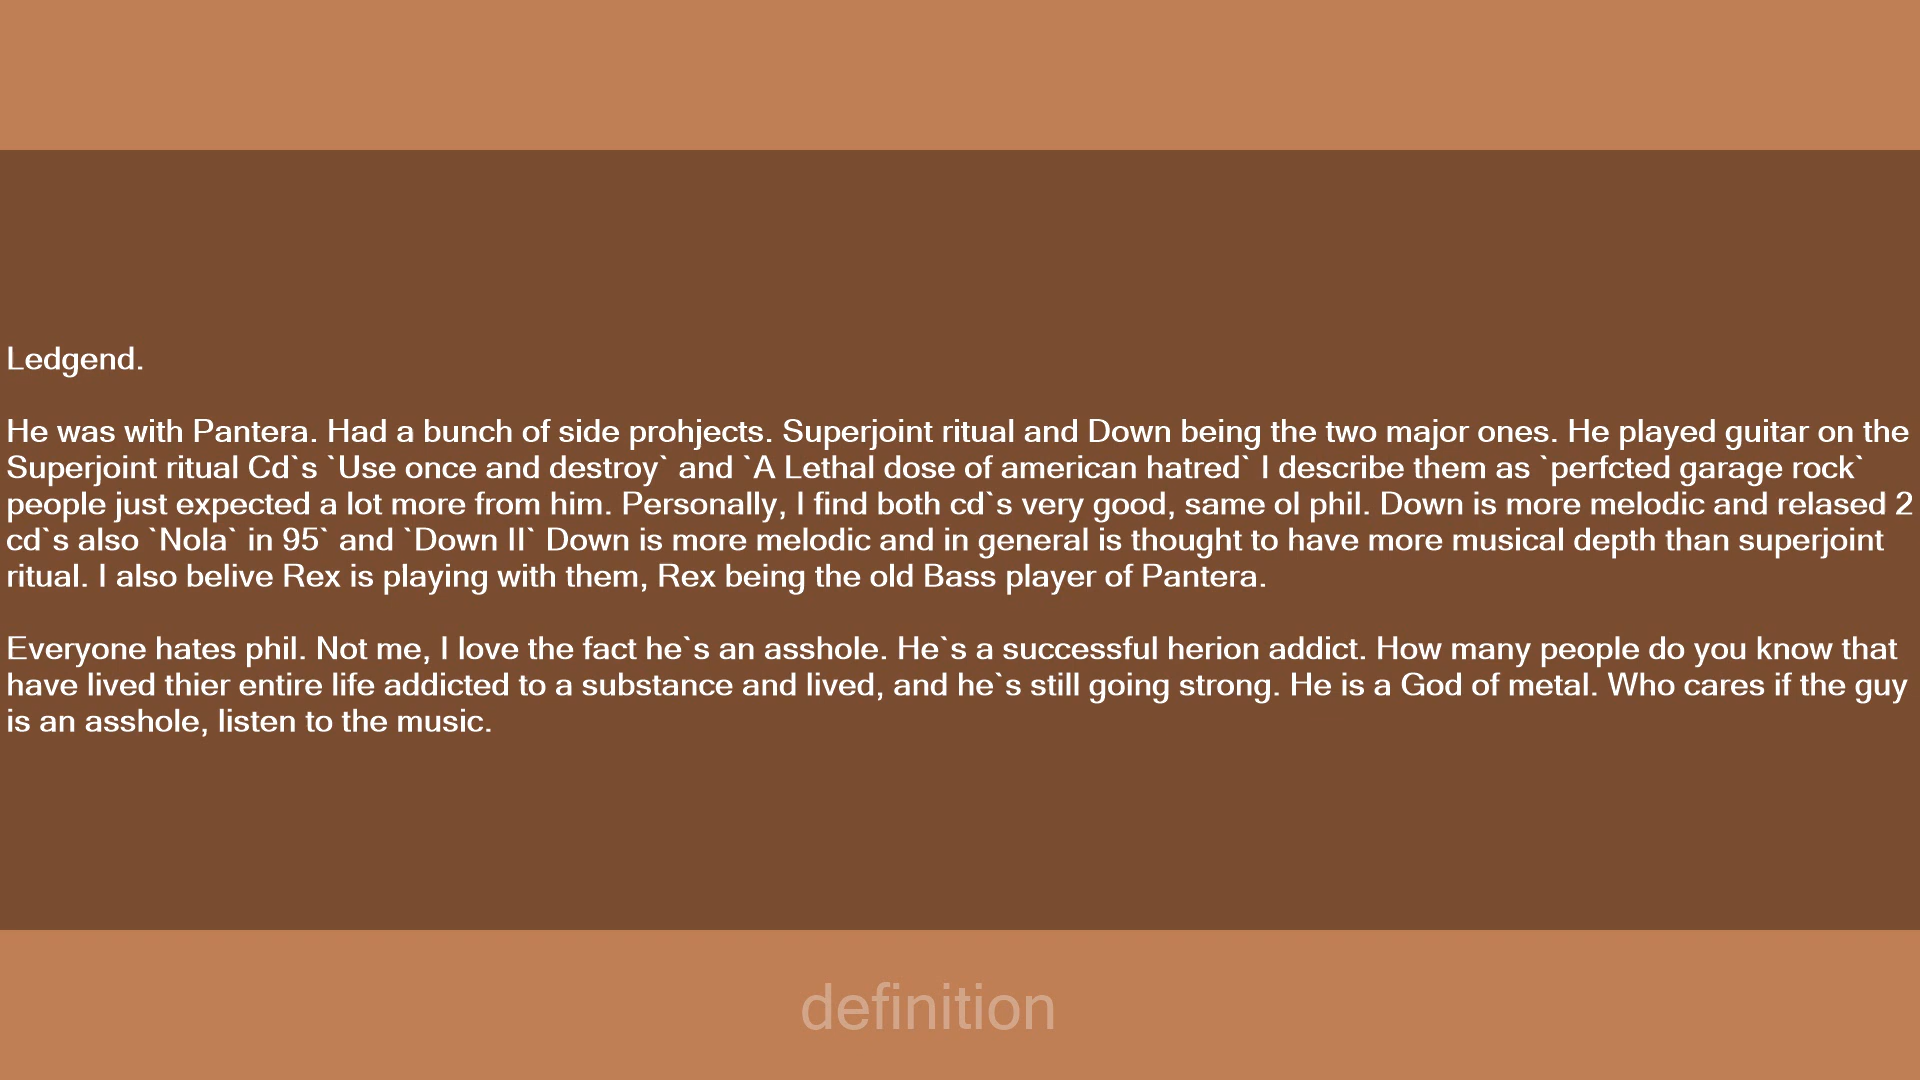 Ledgend.
He was with Pantera. Had a bunch of side prohjects. Superjoint ritual and Down being the two major ones. He played guitar on the
Superjoint ritual Cd`s `Use once and destroy` and `A Lethal dose of american hatred` I describe them as `perfcted garage rock`
people just expected a lot more from him. Personally, I find both cd`s very good, same ol phil. Down is more melodic and relased 2
cd`s also `Nola` in 95` and `Down II` Down is more melodic and in general is thought to have more musical depth than superjoint
ritual. I also belive Rex is playing with them, Rex being the old Bass player of Pantera.
Everyone hates phil. Not me, I love the fact he`s an asshole. He`s a successful herion addict. How many people do you know that
have lived thier entire life addicted to a substance and lived, and he`s still going strong. He is a God of metal. Who cares if the guy
is an asshole, listen to the music.
definition